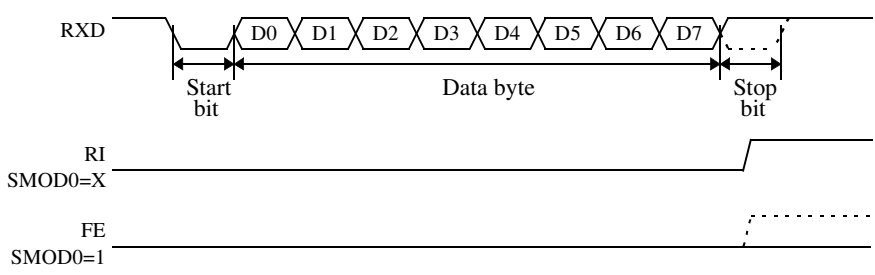 RXD
D0 D1 D2 D3 D4 D5 D6 D7
Start
bit
Data byte
Stop
bit
RI
SMOD0=X
FE
SMOD0=1